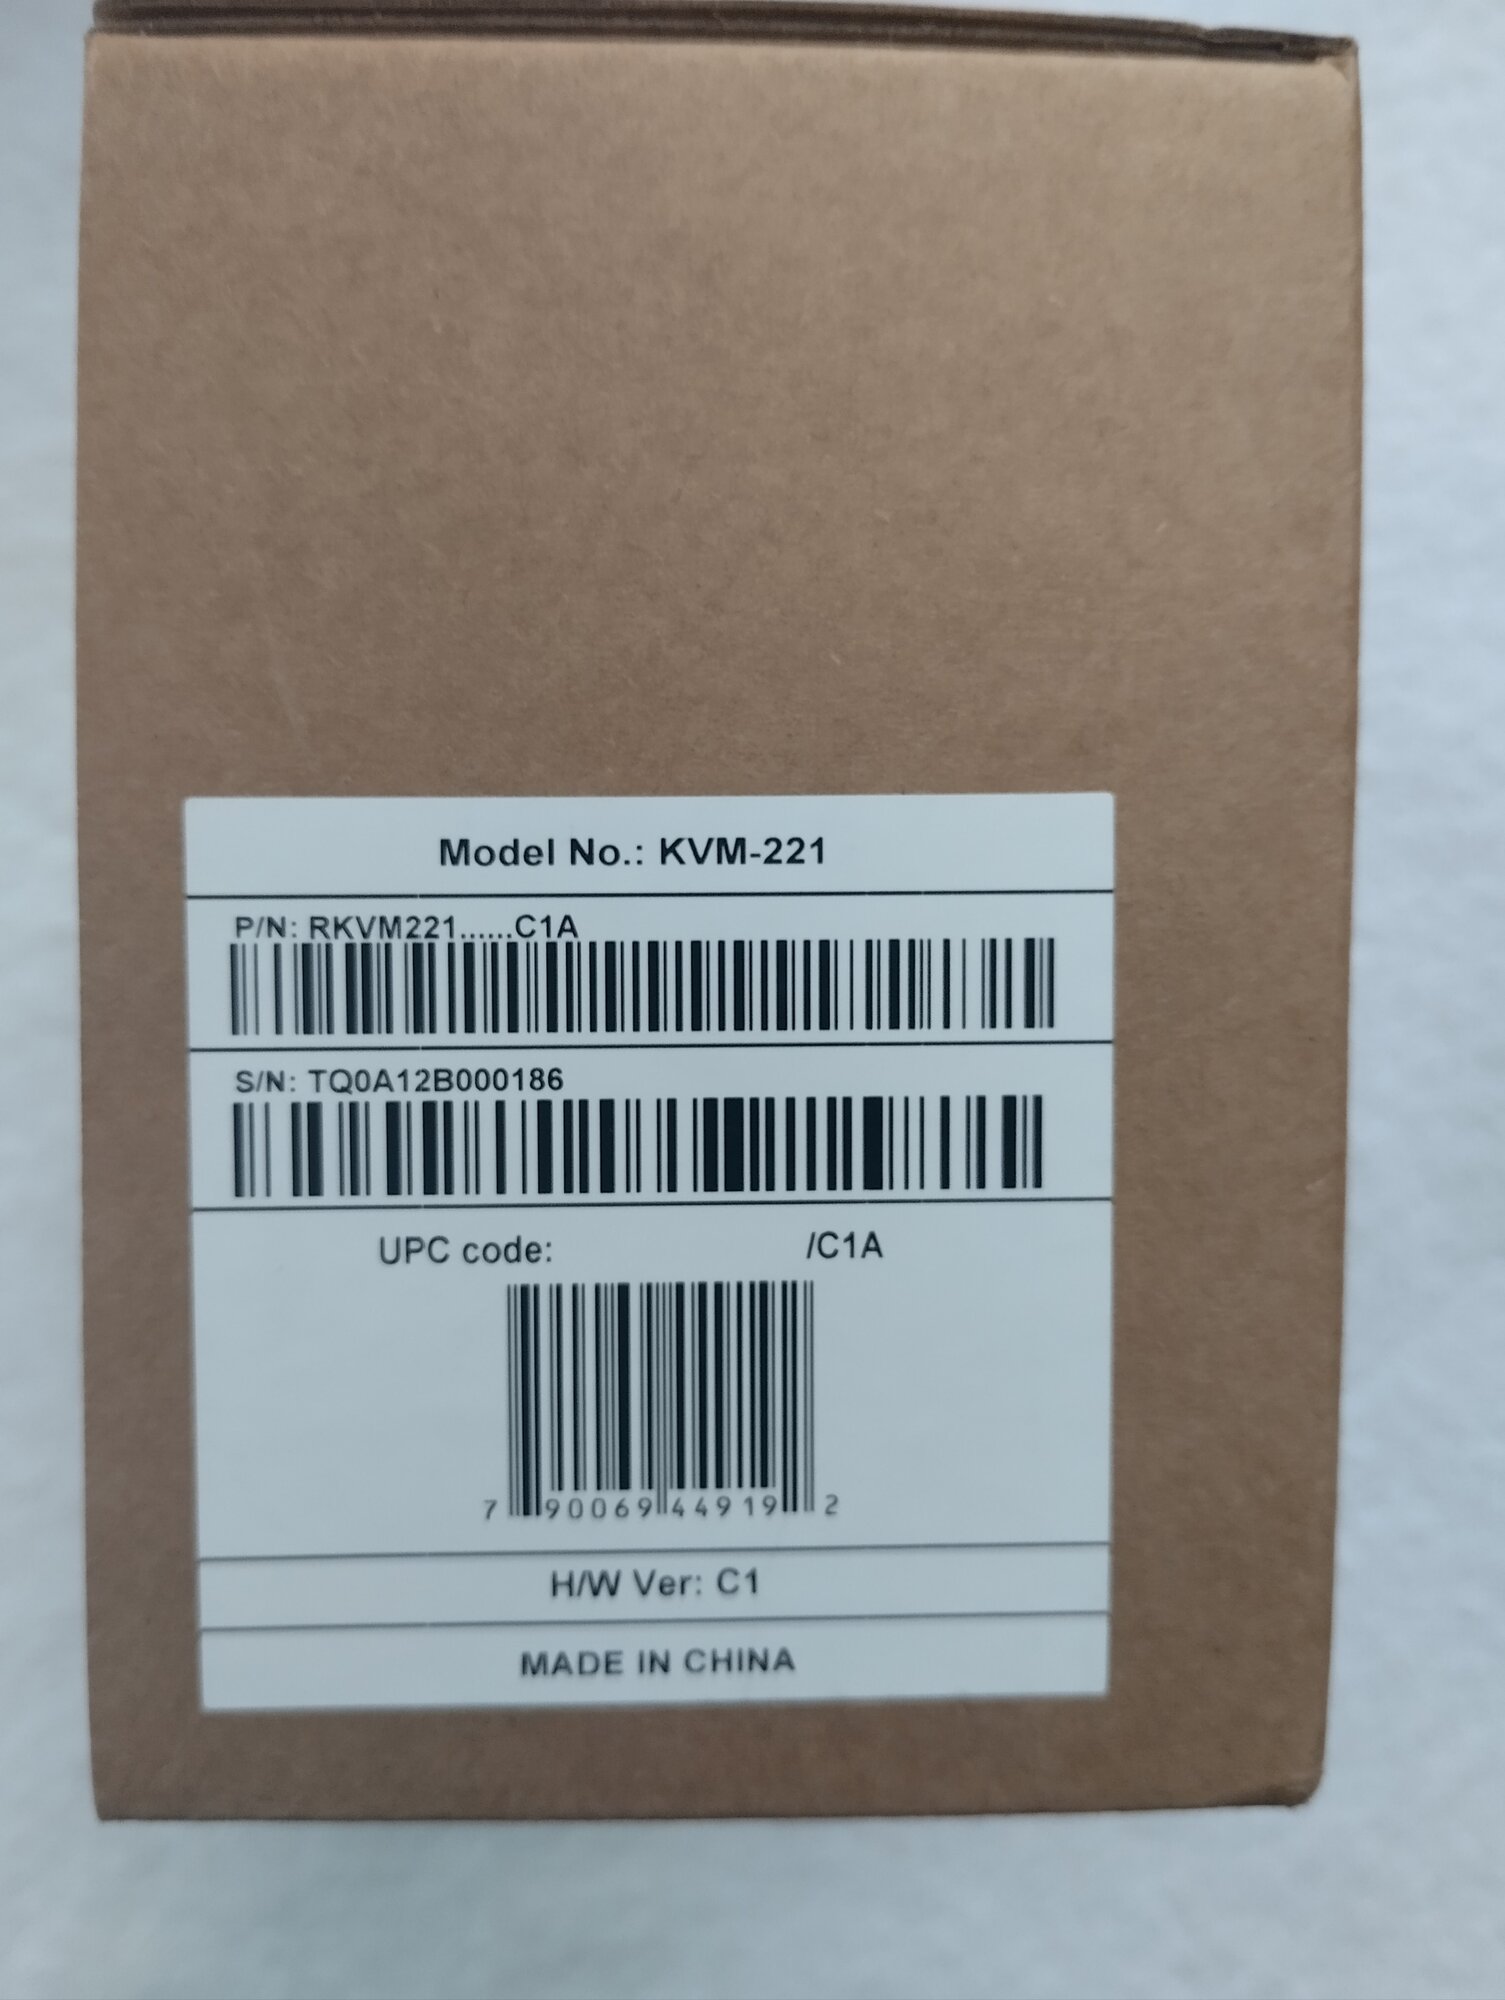 Model No.: KVM-221
P/N: RKVM221......C1A
S/N: TQ0A12B000186
UPC code: /C1A
7 90069 44919 2
H/W Ver: C1
MADE IN CHINA